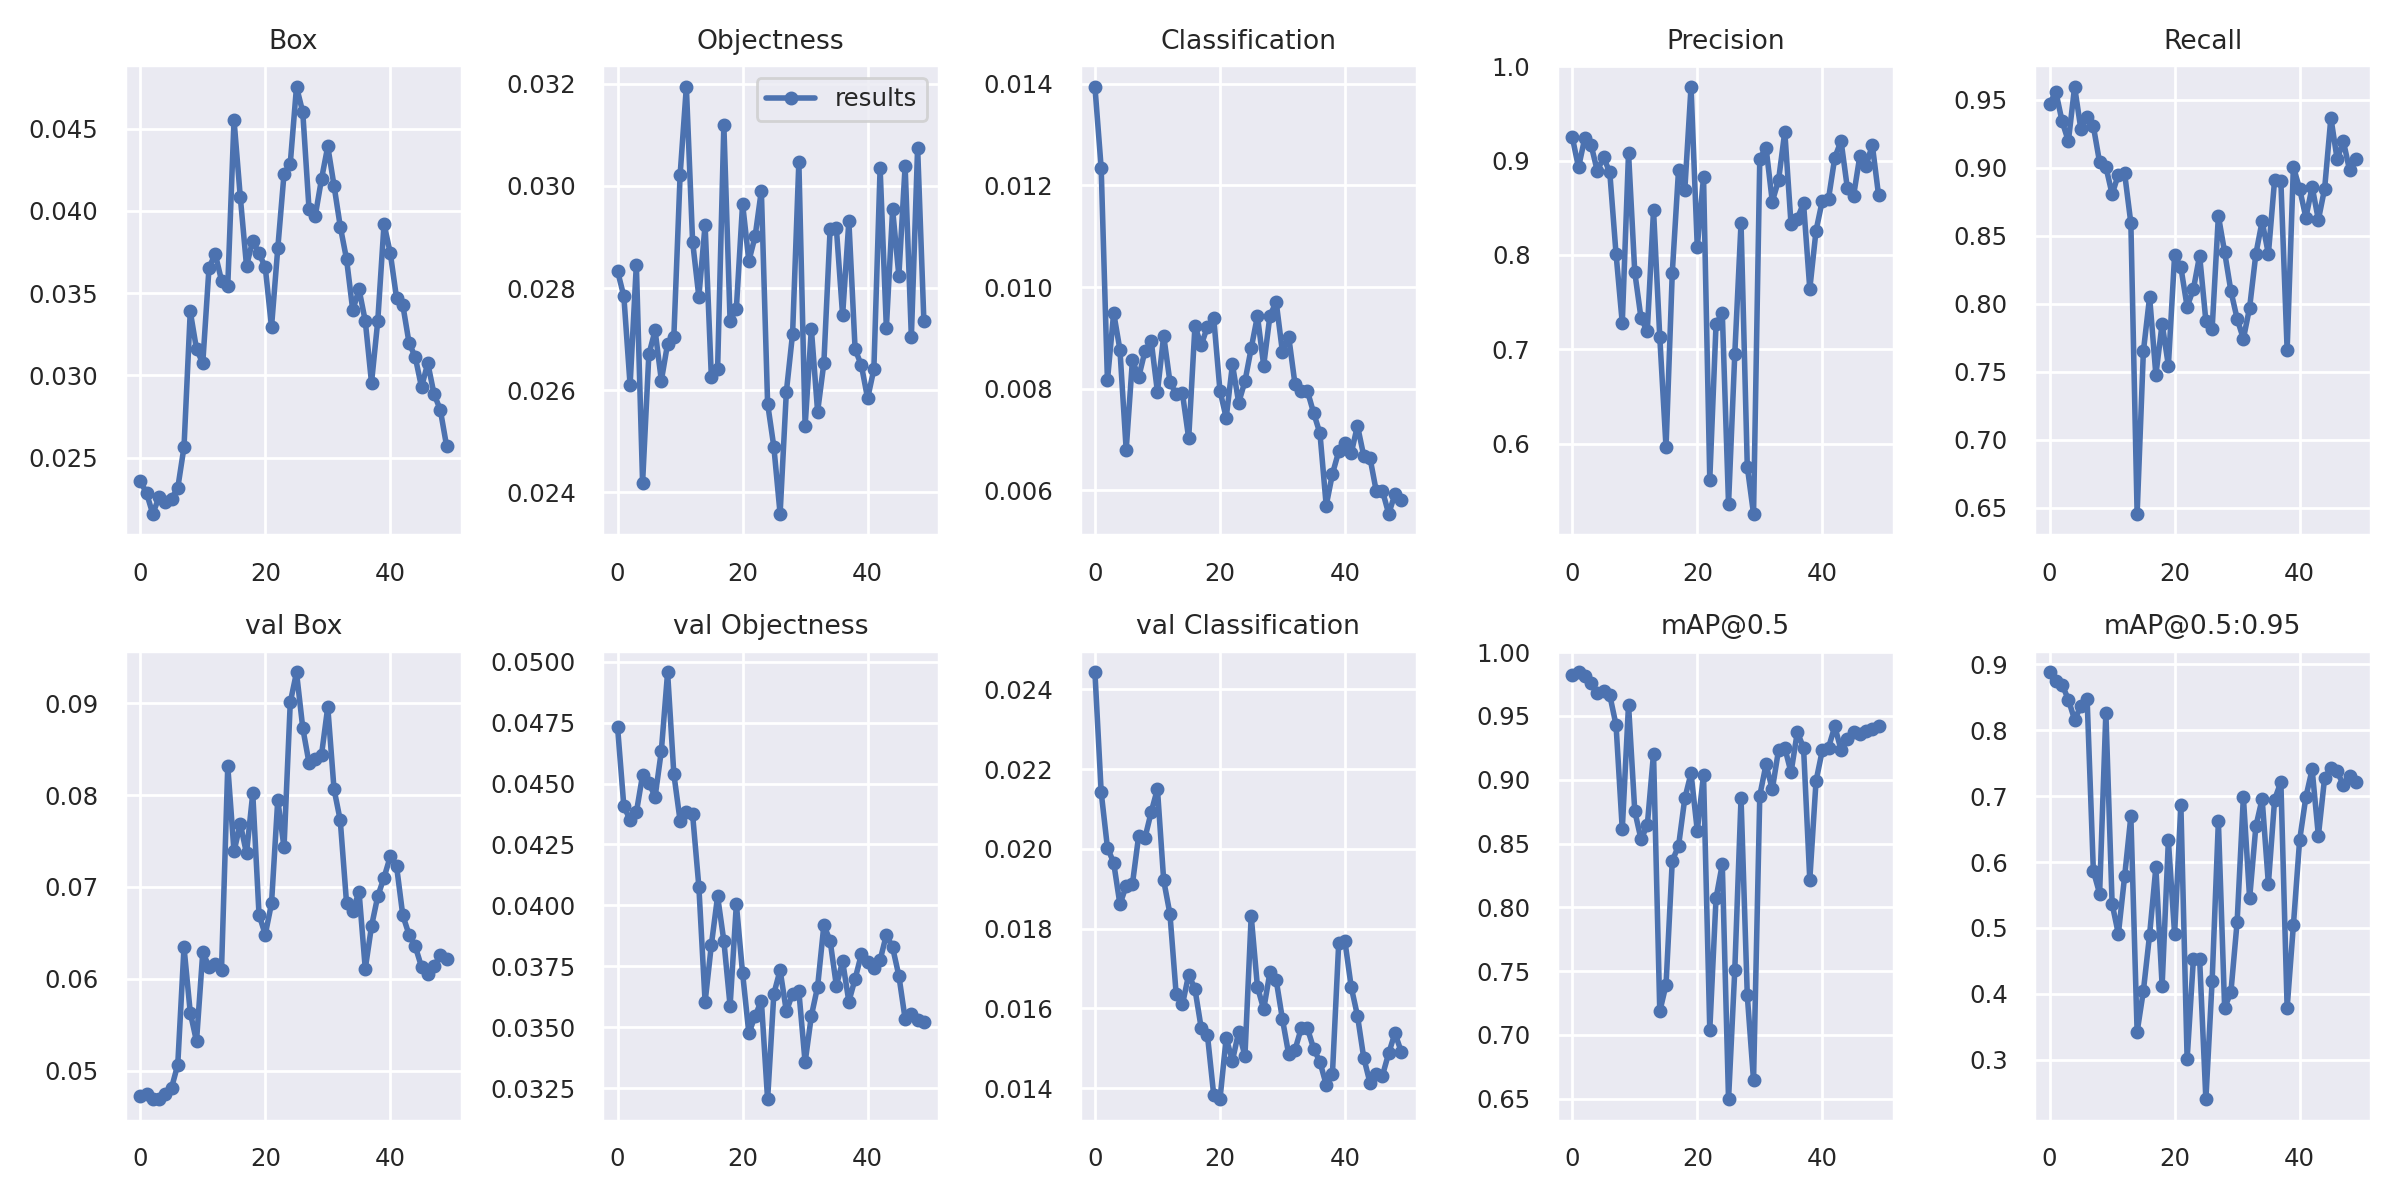 Box
Objectness
Classification
Precision
Recall
0.045
0.040
0.035
0.030
0.025
0 20 40
0.032
0.030
0.028
0.026
0.024
results
0 20 40
0.014
0.012
0.010
0.008
0.006
0 20 40
1.0
0.9
0.8
0.7
0.6
0 20 40
0.95
0.90
0.85
0.80
0.75
0.70
0.65
0 20 40
val Box
val Objectness
val Classification
mAP@0.5
mAP@0.5:0.95
0.09
0.08
0.07
0.06
0.05
0 20 40
0.0500
0.0475
0.0450
0.0425
0.0400
0.0375
0.0350
0.0325
0 20 40
0.024
0.022
0.020
0.018
0.016
0.014
0 20 40
1.00
0.95
0.90
0.85
0.80
0.75
0.70
0.65
0 20 40
0.9
0.8
0.7
0.6
0.5
0.4
0.3
0 20 40